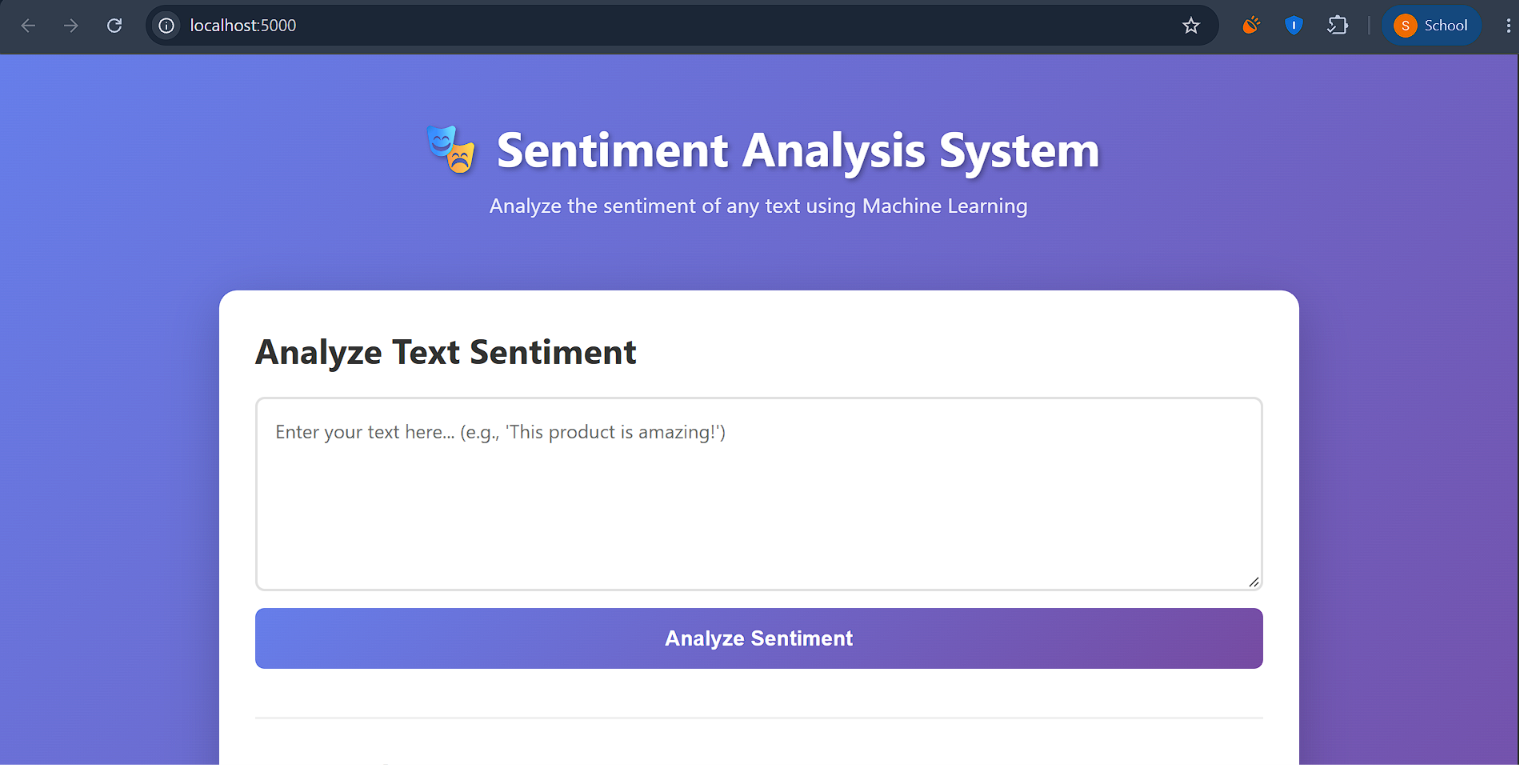 localhost:5000
S School
Sentiment Analysis System
Analyze the sentiment of any text using Machine Learning
Analyze Text Sentiment
Enter your text here... (e.g., 'This product is amazing!')
Analyze Sentiment